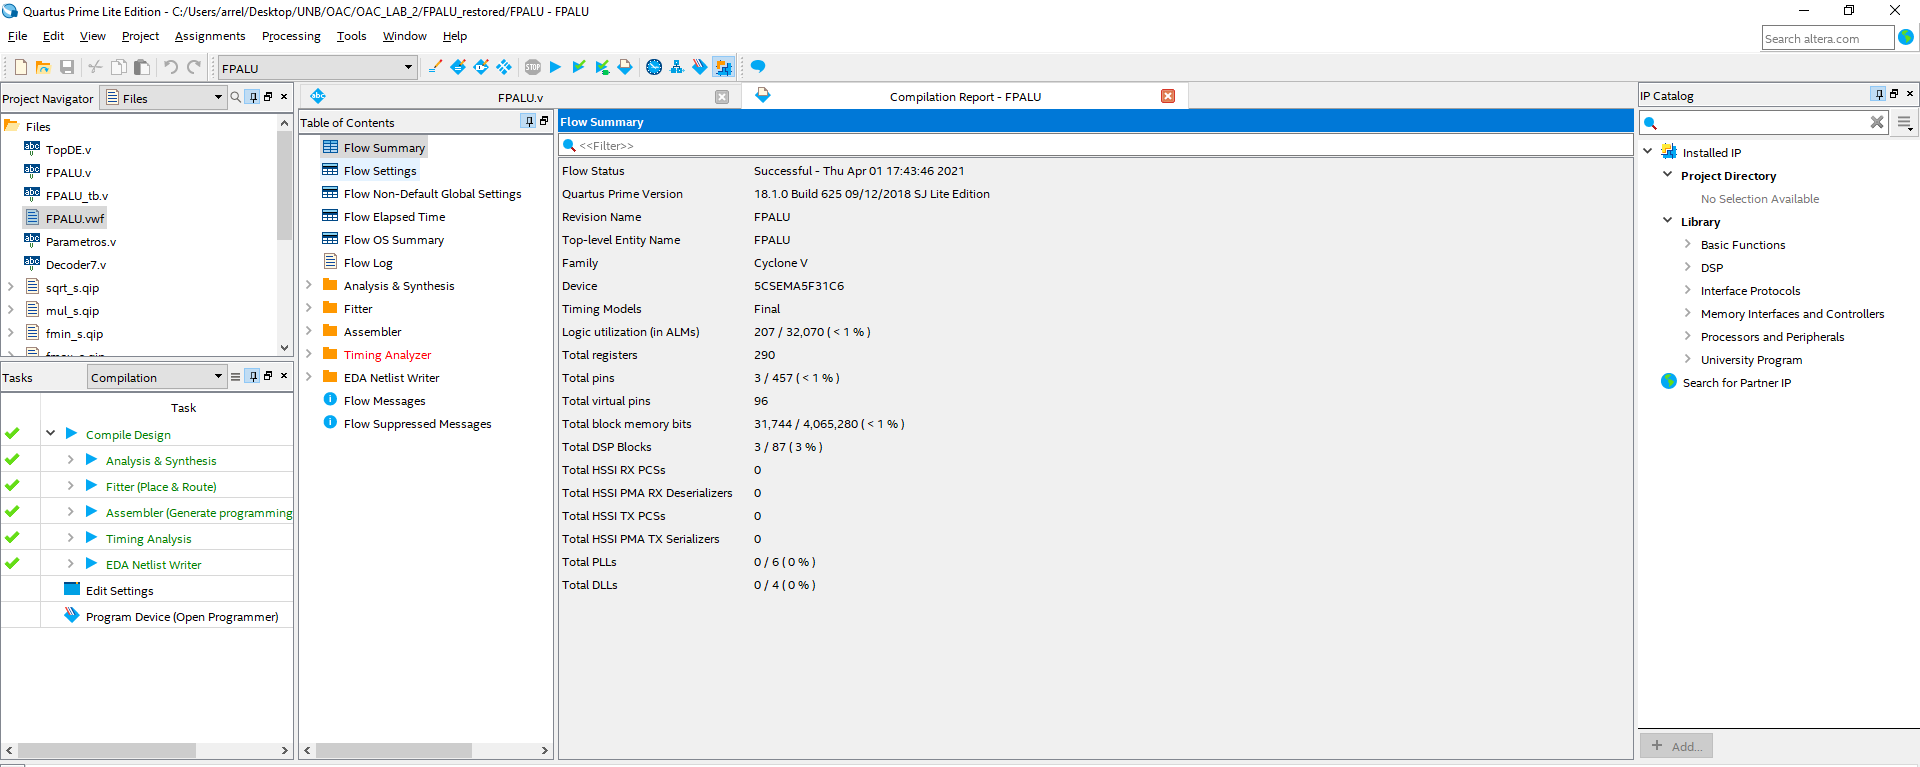 Quartus Prime Lite Edition - C:/Users/arrel/Desktop/UNB/OAC/OAC_LAB_2/FPALU_restored/FPALU - FPALU
File Edit View Project Assignments Processing Tools Window Help
Search altera.com
FPALU
Project Navigator Files
Files
TopDE.v
FPALU.v
FPALU_tb.v
FPALU.vwf
Parametros.v
Decoder7.v
sqrt_s.qip
mul_s.qip
fmin_s.qip
Tasks Compilation
Task
Compile Design
Analysis & Synthesis
Fitter (Place & Route)
Assembler (Generate programming
Timing Analysis
EDA Netlist Writer
Edit Settings
Program Device (Open Programmer)
FPALU.v
Compilation Report - FPALU
Table of Contents
Flow Summary
Flow Settings
Flow Non-Default Global Settings
Flow Elapsed Time
Flow OS Summary
Flow Log
Analysis & Synthesis
Fitter
Assembler
Timing Analyzer
EDA Netlist Writer
Flow Messages
Flow Suppressed Messages
Flow Summary
<<Filter>>
Flow Status Successful - Thu Apr 01 17:43:46 2021
Quartus Prime Version 18.1.0 Build 625 09/12/2018 SJ Lite Edition
Revision Name FPALU
Top-level Entity Name FPALU
Family Cyclone V
Device 5CSEMA5F31C6
Timing Models Final
Logic utilization (in ALMs) 207 / 32,070 ( < 1 % )
Total registers 290
Total pins 3 / 457 ( < 1 % )
Total virtual pins 96
Total block memory bits 31,744 / 4,065,280 ( < 1 % )
Total DSP Blocks 3 / 87 ( 3 % )
Total HSSI RX PCSs 0
Total HSSI PMA RX Deserializers 0
Total HSSI TX PCSs 0
Total HSSI PMA TX Serializers 0
Total PLLs 0 / 6 ( 0 % )
Total DLLs 0 / 4 ( 0 % )
IP Catalog
Installed IP
Project Directory
No Selection Available
Library
Basic Functions
DSP
Interface Protocols
Memory Interfaces and Controllers
Processors and Peripherals
University Program
Search for Partner IP
+ Add...